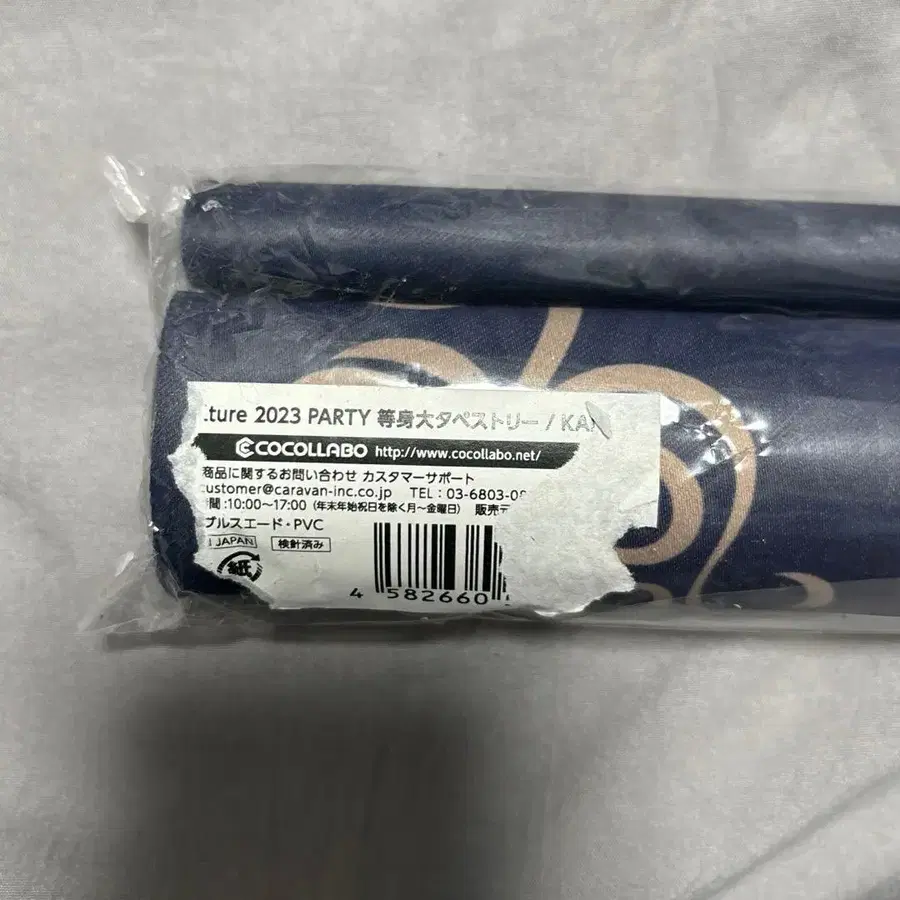 ture 2023 PARTY 等身大タペストリー / KA
COCOLLABO http://www.cocollabo.net/
商品に関するお問い合わせ カスタマーサポート
customer@caravan-inc.co.jp TEL：03-6803-0
間：10:00〜17:00（年末年始祝日を除く月〜金曜日） 販売
プルスエード・PVC
JAPAN 検針済み
紙
4 582660